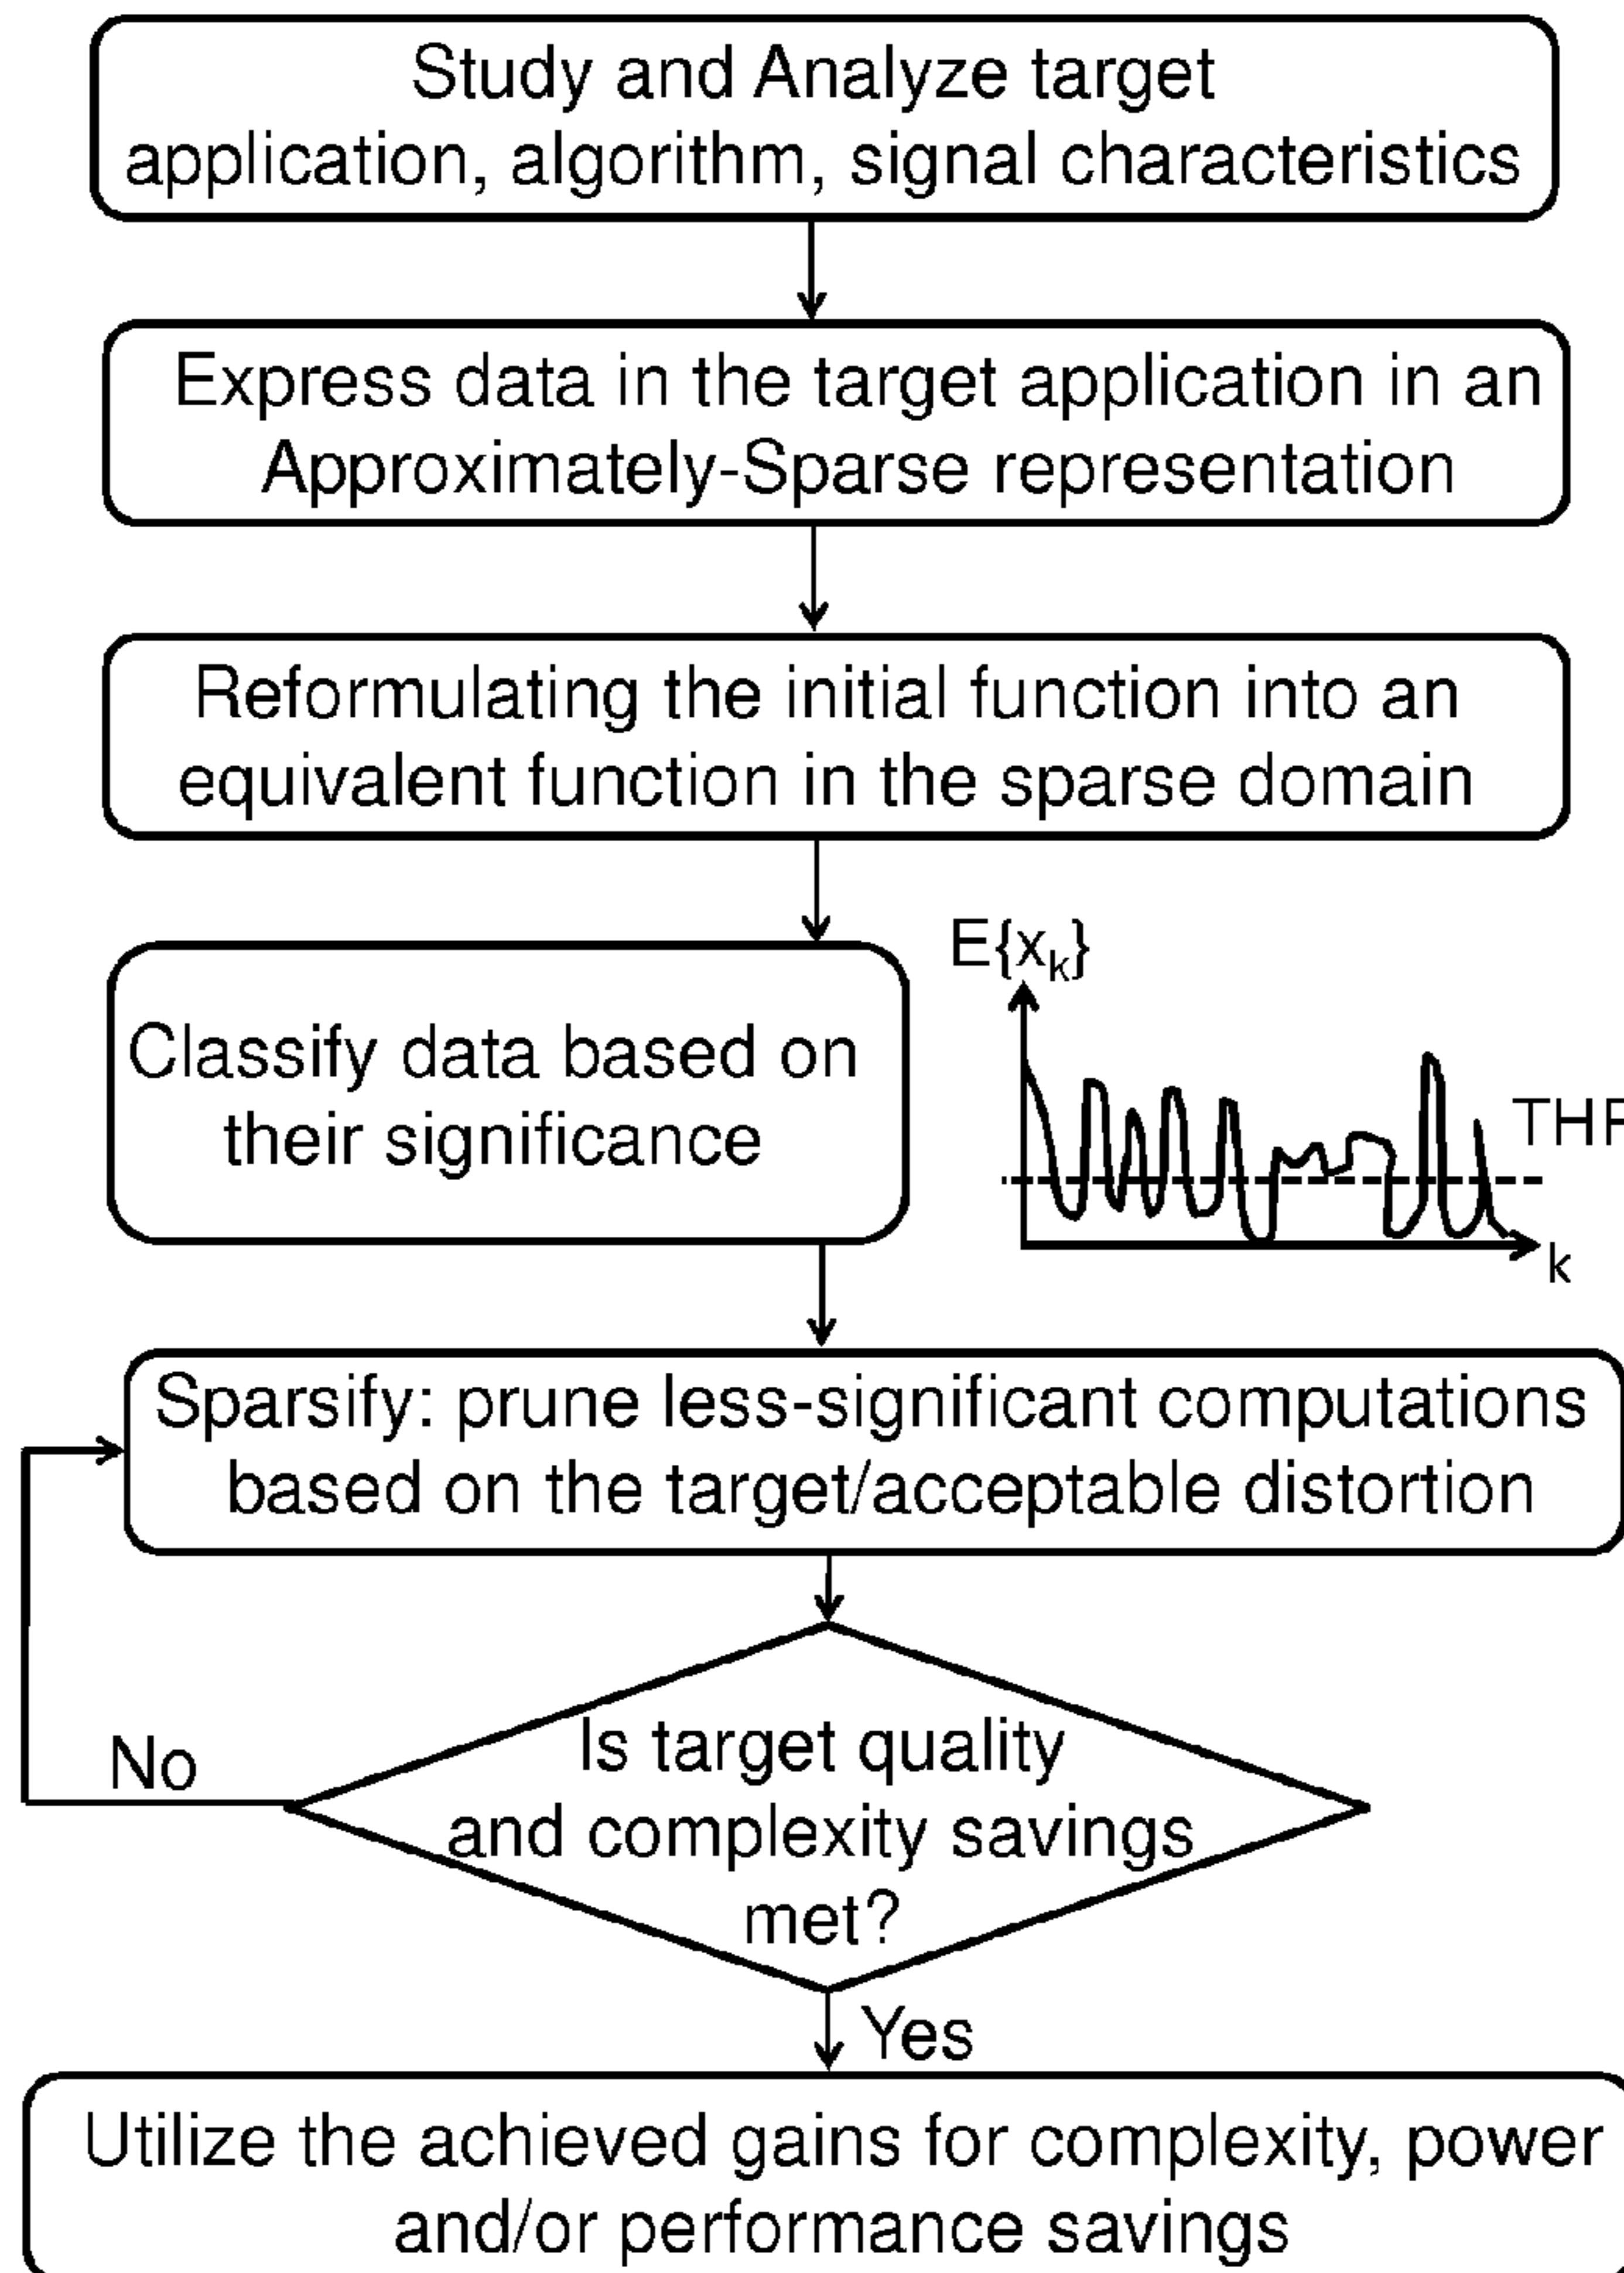 Study and Analyze target
application, algorithm, signal characteristics
Express data in the target application in an
Approximately-Sparse representation
Reformulating the initial function into an
equivalent function in the sparse domain
Classify data based on
their significance
E{xₖ}
THR
k
Sparsify: prune less-significant computations
based on the target/acceptable distortion
Is target quality
and complexity savings
met?
No
Yes
Utilize the achieved gains for complexity, power
and/or performance savings